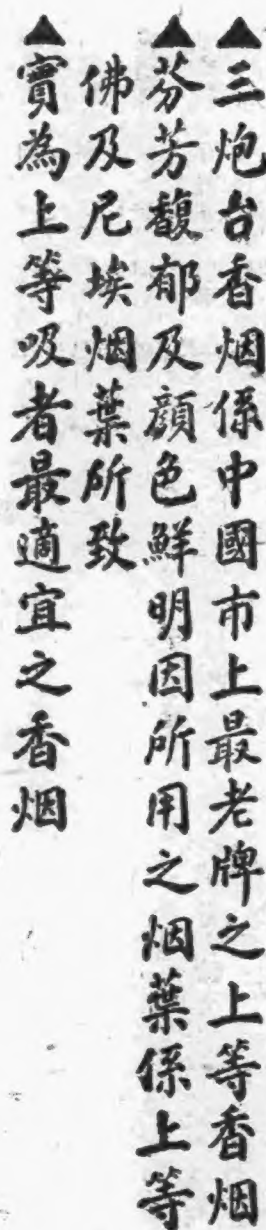 ▲三炮台香烟係中國市上最老牌之上等香烟
▲芬芳馥郁及顔色鮮明因所用之烟葉係上等
佛及尼埃烟葉所致
▲實為上等吸者最適宜之香烟